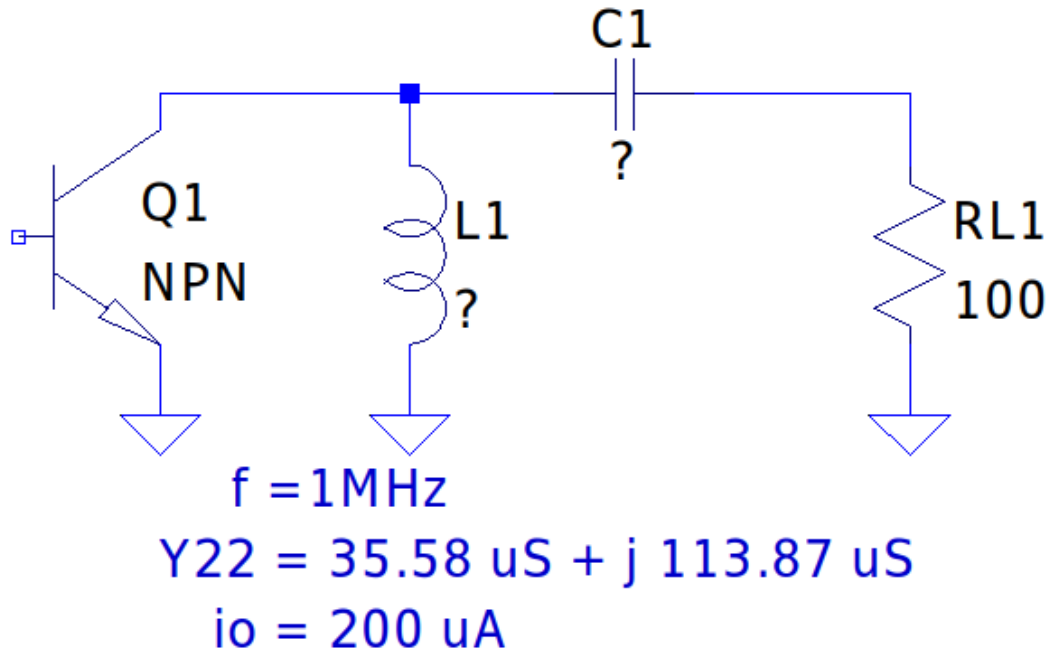 C1
?
Q1
NPN
L1
?
RL1
100
f =1MHz
Y22 = 35.58 uS + j 113.87 uS
io = 200 uA